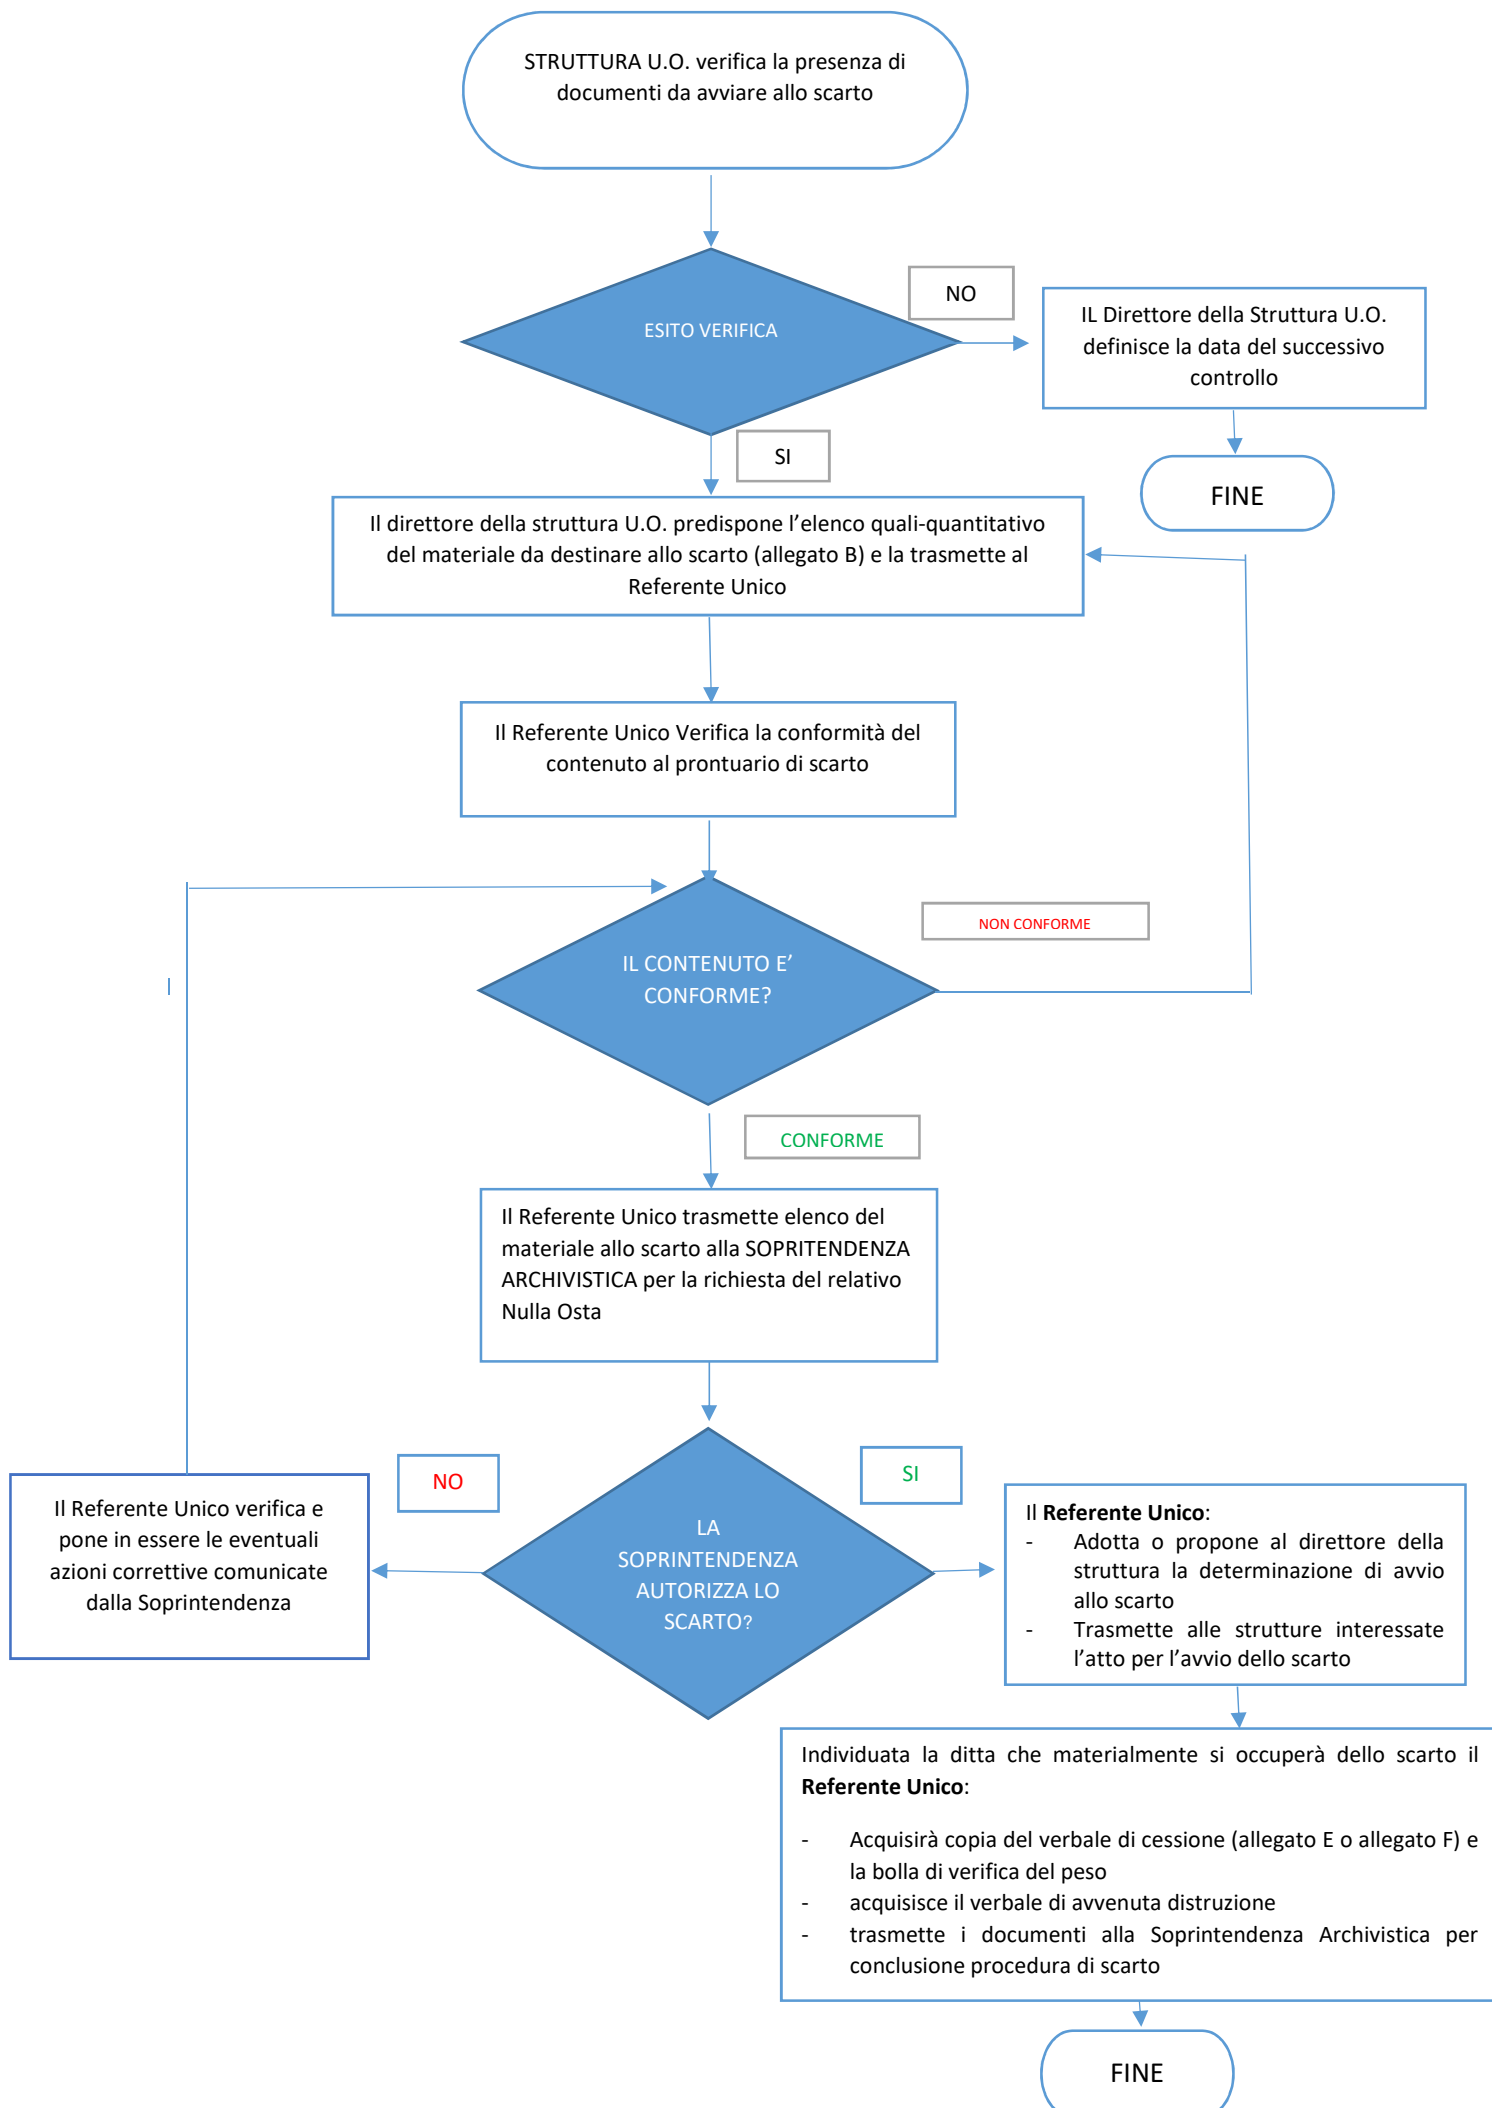 STRUTTURA U.O. verifica la presenza di
documenti da avviare allo scarto
ESITO VERIFICA
NO
IL Direttore della Struttura U.O.
definisce la data del successivo
controllo
SI
FINE
Il direttore della struttura U.O. predispone l’elenco quali-quantitativo
del materiale da destinare allo scarto (allegato B) e la trasmette al
Referente Unico
Il Referente Unico Verifica la conformità del
contenuto al prontuario di scarto
NON CONFORME
IL CONTENUTO E’
CONFORME?
CONFORME
Il Referente Unico trasmette elenco del
materiale allo scarto alla SOPRITENDENZA
ARCHIVISTICA per la richiesta del relativo
Nulla Osta
NO
SI
Il Referente Unico verifica e
pone in essere le eventuali
azioni correttive comunicate
dalla Soprintendenza
LA
SOPRINTENDENZA
AUTORIZZA LO
SCARTO?
Il Referente Unico:
- Adotta o propone al direttore della
struttura la determinazione di avvio
allo scarto
- Trasmette alle strutture interessate
l’atto per l’avvio dello scarto
Individuata la ditta che materialmente si occuperà dello scarto il
Referente Unico:
- Acquisirà copia del verbale di cessione (allegato E o allegato F) e
la bolla di verifica del peso
- acquisisce il verbale di avvenuta distruzione
- trasmette i documenti alla Soprintendenza Archivistica per
conclusione procedura di scarto
FINE